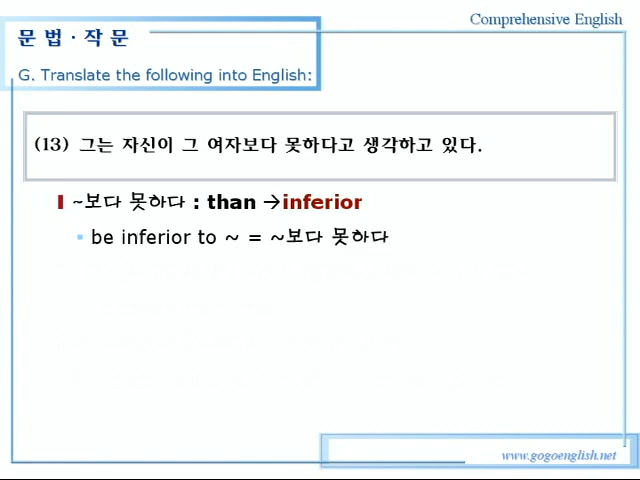 Comprehensive English
문 법 · 작 문
G. Translate the following into English:
(13) 그는 자신이 그 여자보다 못하다고 생각하고 있다.
~보다 못하다 : than →inferior
be inferior to ~ = ~보다 못하다
www.gogoenglish.net